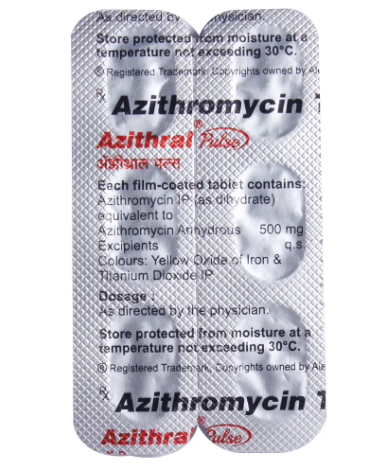 As directed by physician.
Store protected from moisture at a
temperature not exceeding 30°C.
® Registered Trademark, Copyrights owned by Ale
Rx Azithromycin T
Azithral® Pulse
अ‍ॅज़ीथ्राल पल्स
Each film-coated tablet contains:
Azithromycin IP (as dihydrate)
equivalent to
Azithromycin Anhydrous 500 mg
Excipients q.s.
Colours: Yellow Oxide of Iron &
Titanium Dioxide IP
Dosage :
As directed by the physician.
Store protected from moisture at a
temperature not exceeding 30°C.
® Registered Trademark, Copyrights owned by Ale
Rx Azithromycin T
Azithral® Pulse